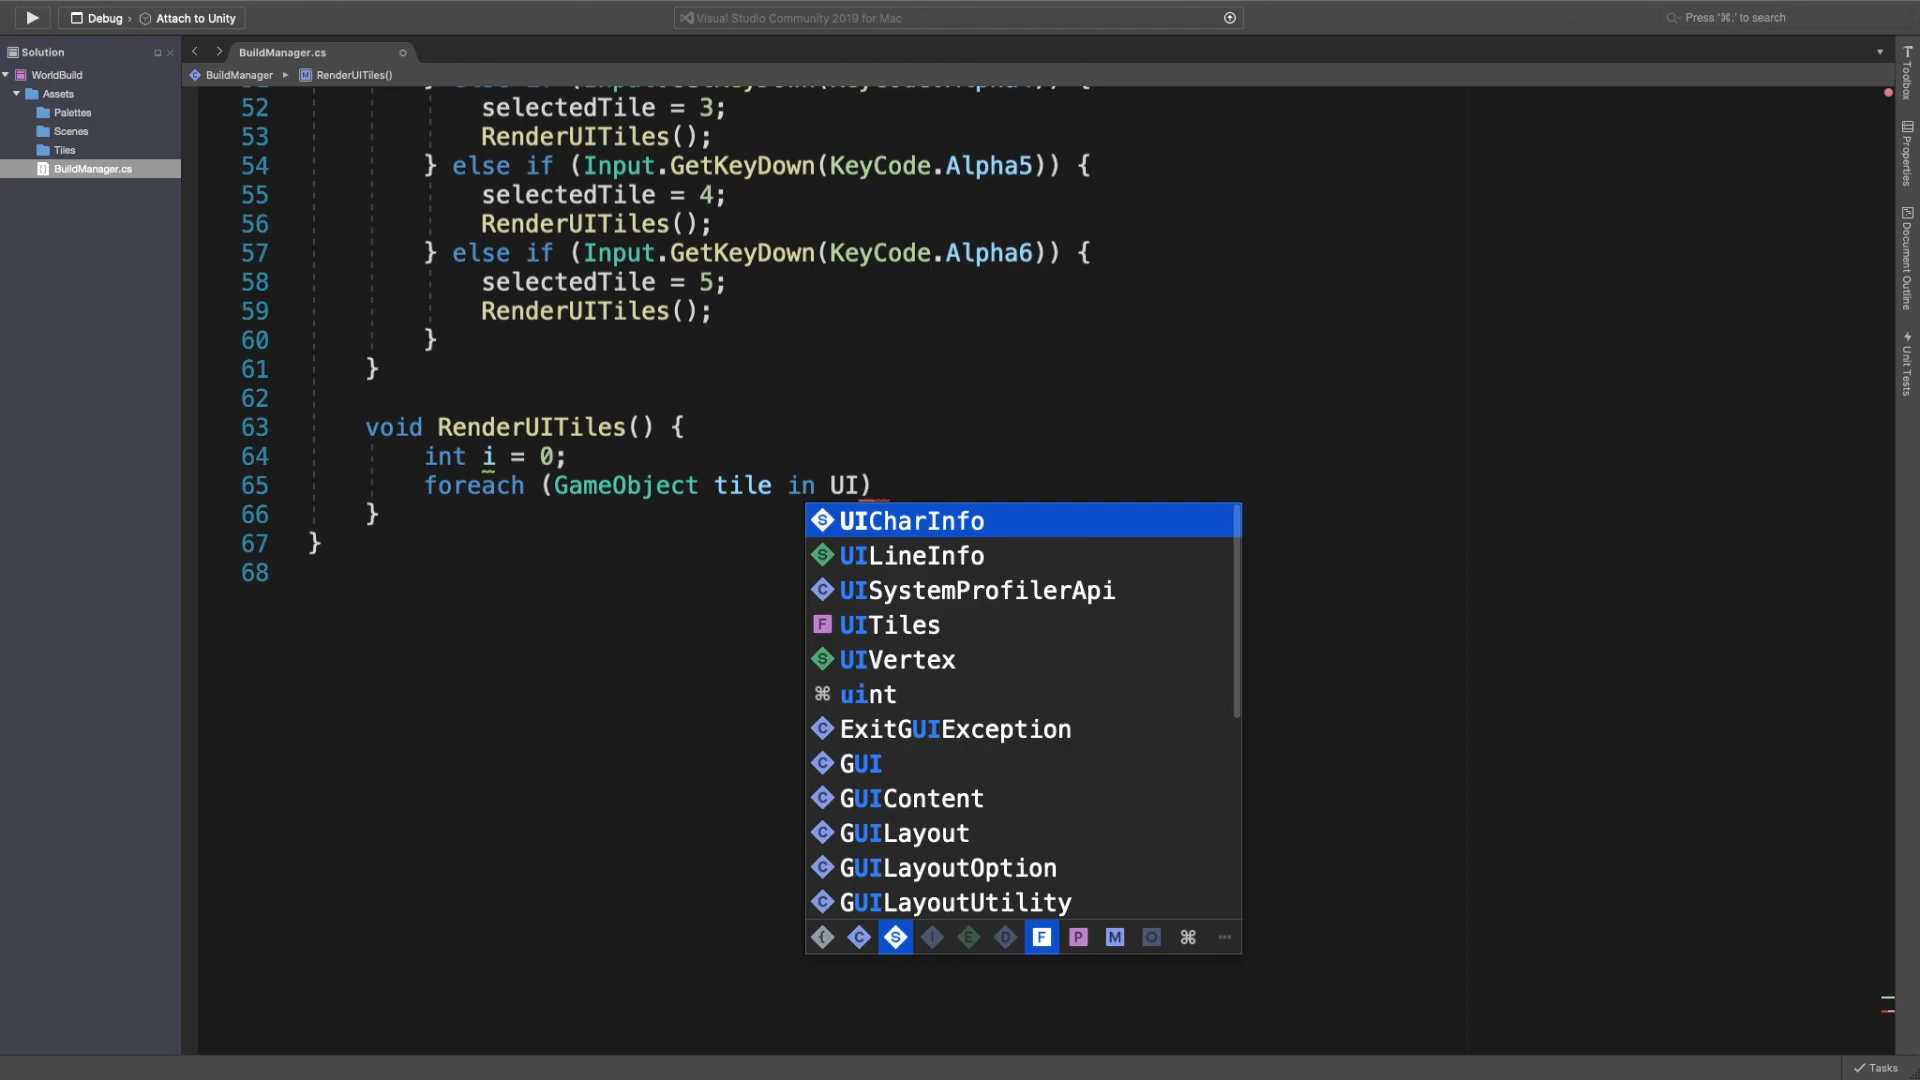 Debug › Attach to Unity
Visual Studio Community 2019 for Mac
Press '⌘.' to search
Solution
BuildManager.cs
WorldBuild
BuildManager ▸ RenderUITiles()
Assets
Palettes
Scenes
Tiles
BuildManager.cs
52 selectedTile = 3;
53 RenderUITiles();
54 } else if (Input.GetKeyDown(KeyCode.Alpha5)) {
55 selectedTile = 4;
56 RenderUITiles();
57 } else if (Input.GetKeyDown(KeyCode.Alpha6)) {
58 selectedTile = 5;
59 RenderUITiles();
60 }
61 }
62
63 void RenderUITiles() {
64 int i = 0;
65 foreach (GameObject tile in UI)
66 }
67 }
68
UICharInfo
UILineInfo
UISystemProfilerApi
UITiles
UIVertex
uint
ExitGUIException
GUI
GUIContent
GUILayout
GUILayoutOption
GUILayoutUtility
Toolbox
Properties
Document Outline
Unit Tests
Tasks